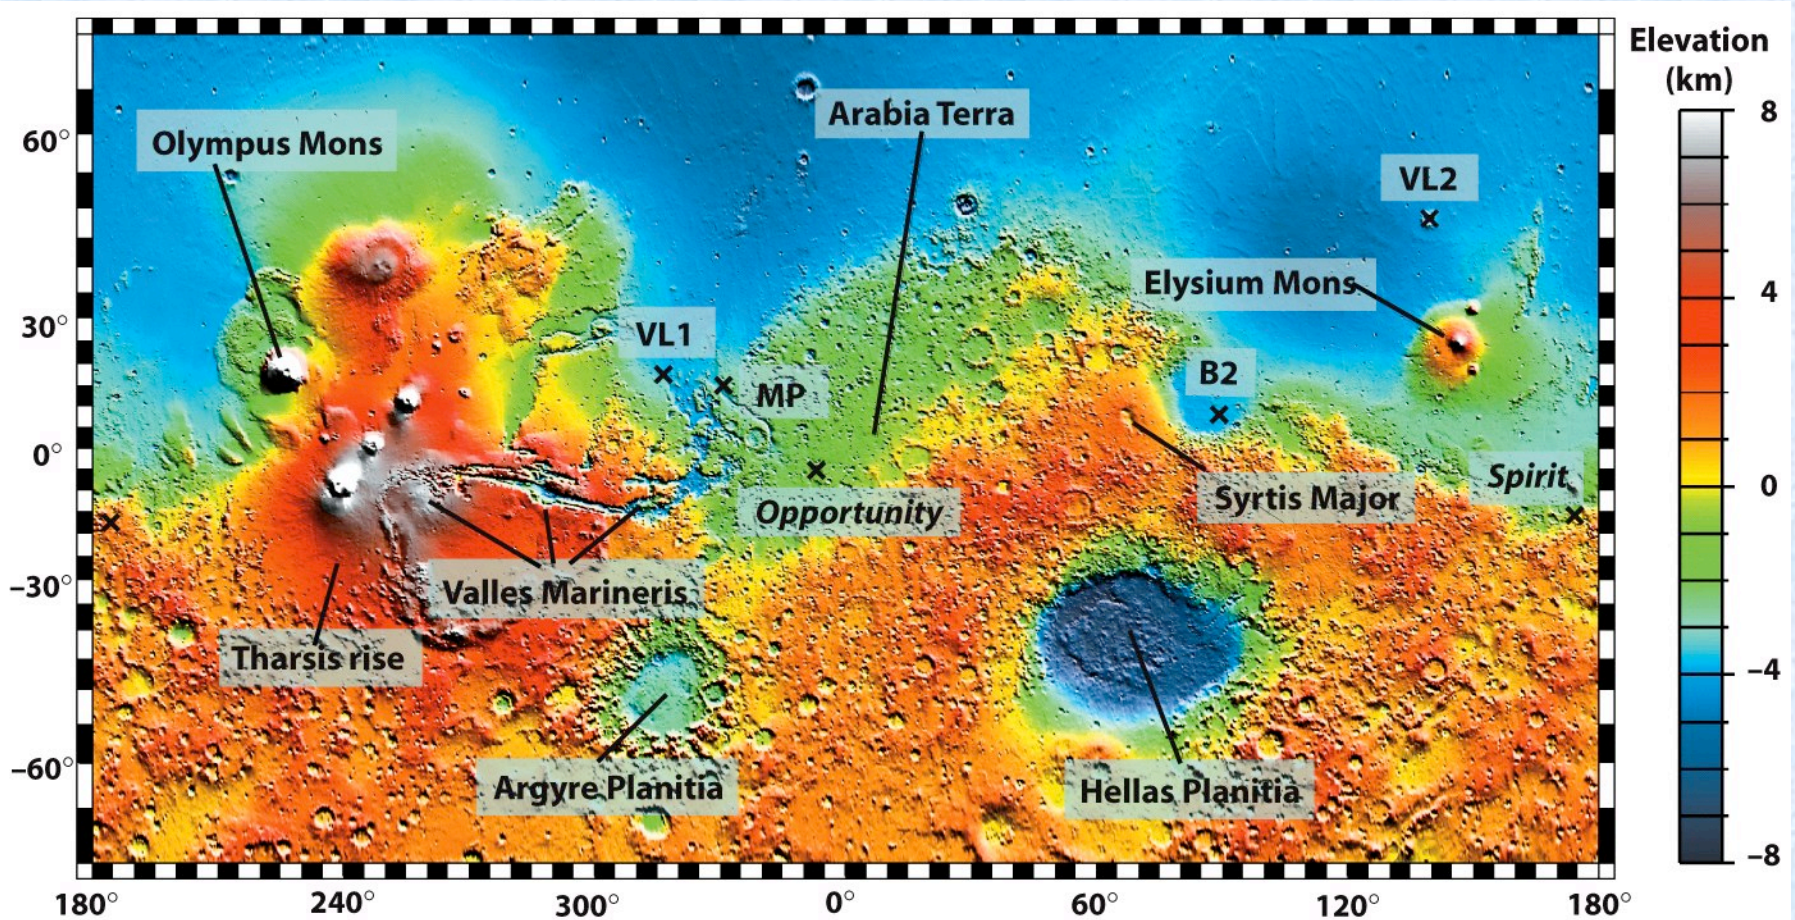 Elevation
(km)
8
4
0
−4
−8
60°
30°
0°
−30°
−60°
Olympus Mons
Arabia Terra
VL2
Elysium Mons
VL1
MP
B2
Spirit
Opportunity
Syrtis Major
Valles Marineris
Tharsis rise
Argyre Planitia
Hellas Planitia
180° 240° 300° 0° 60° 120° 180°